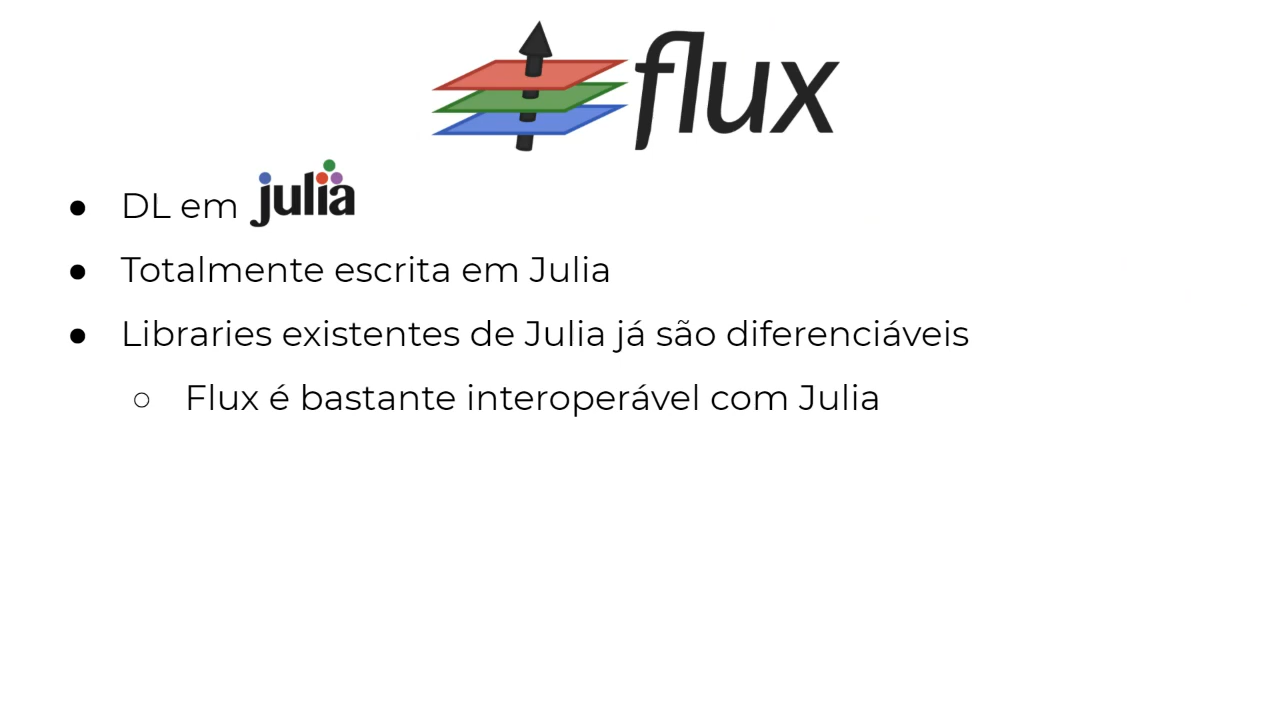 flux
● DL em julia
● Totalmente escrita em Julia
● Libraries existentes de Julia já são diferenciáveis
○ Flux é bastante interoperável com Julia